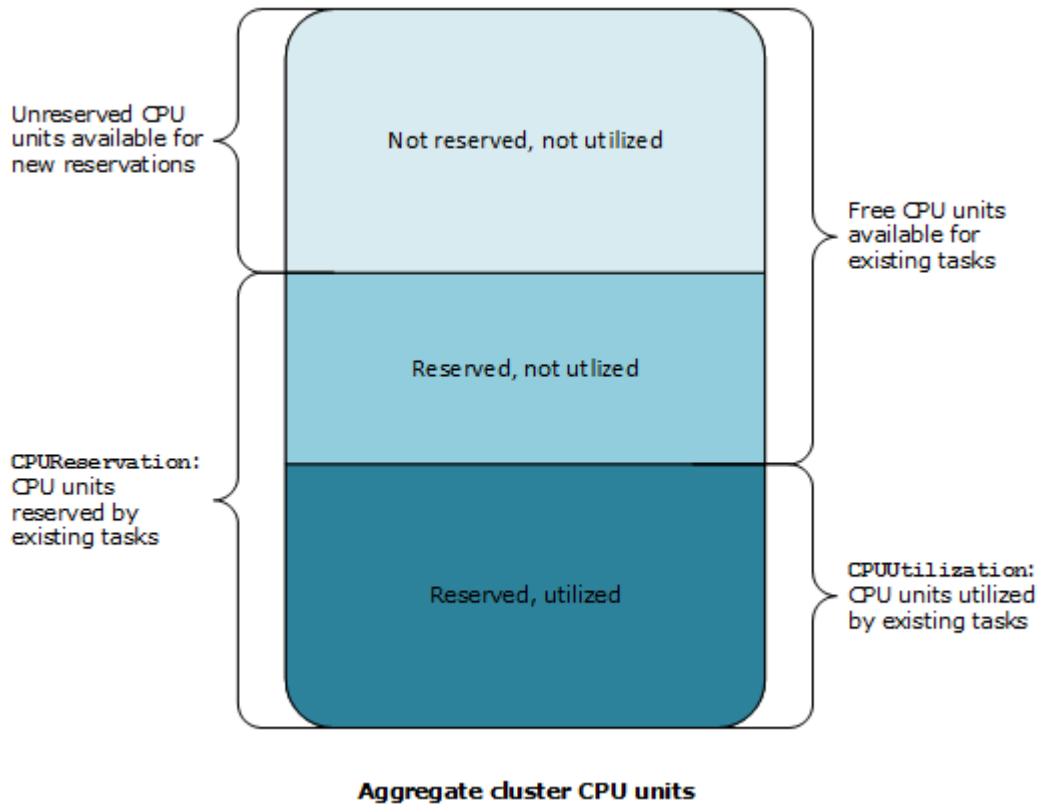 Unreserved CPU
units available for
new reservations
Not reserved, not utilized
Free CPU units
available for
existing tasks
Reserved, not utlized
CPUReservation:
CPU units
reserved by
existing tasks
Reserved, utilized
CPUUtilization:
CPU units utilized
by existing tasks
Aggregate cluster CPU units